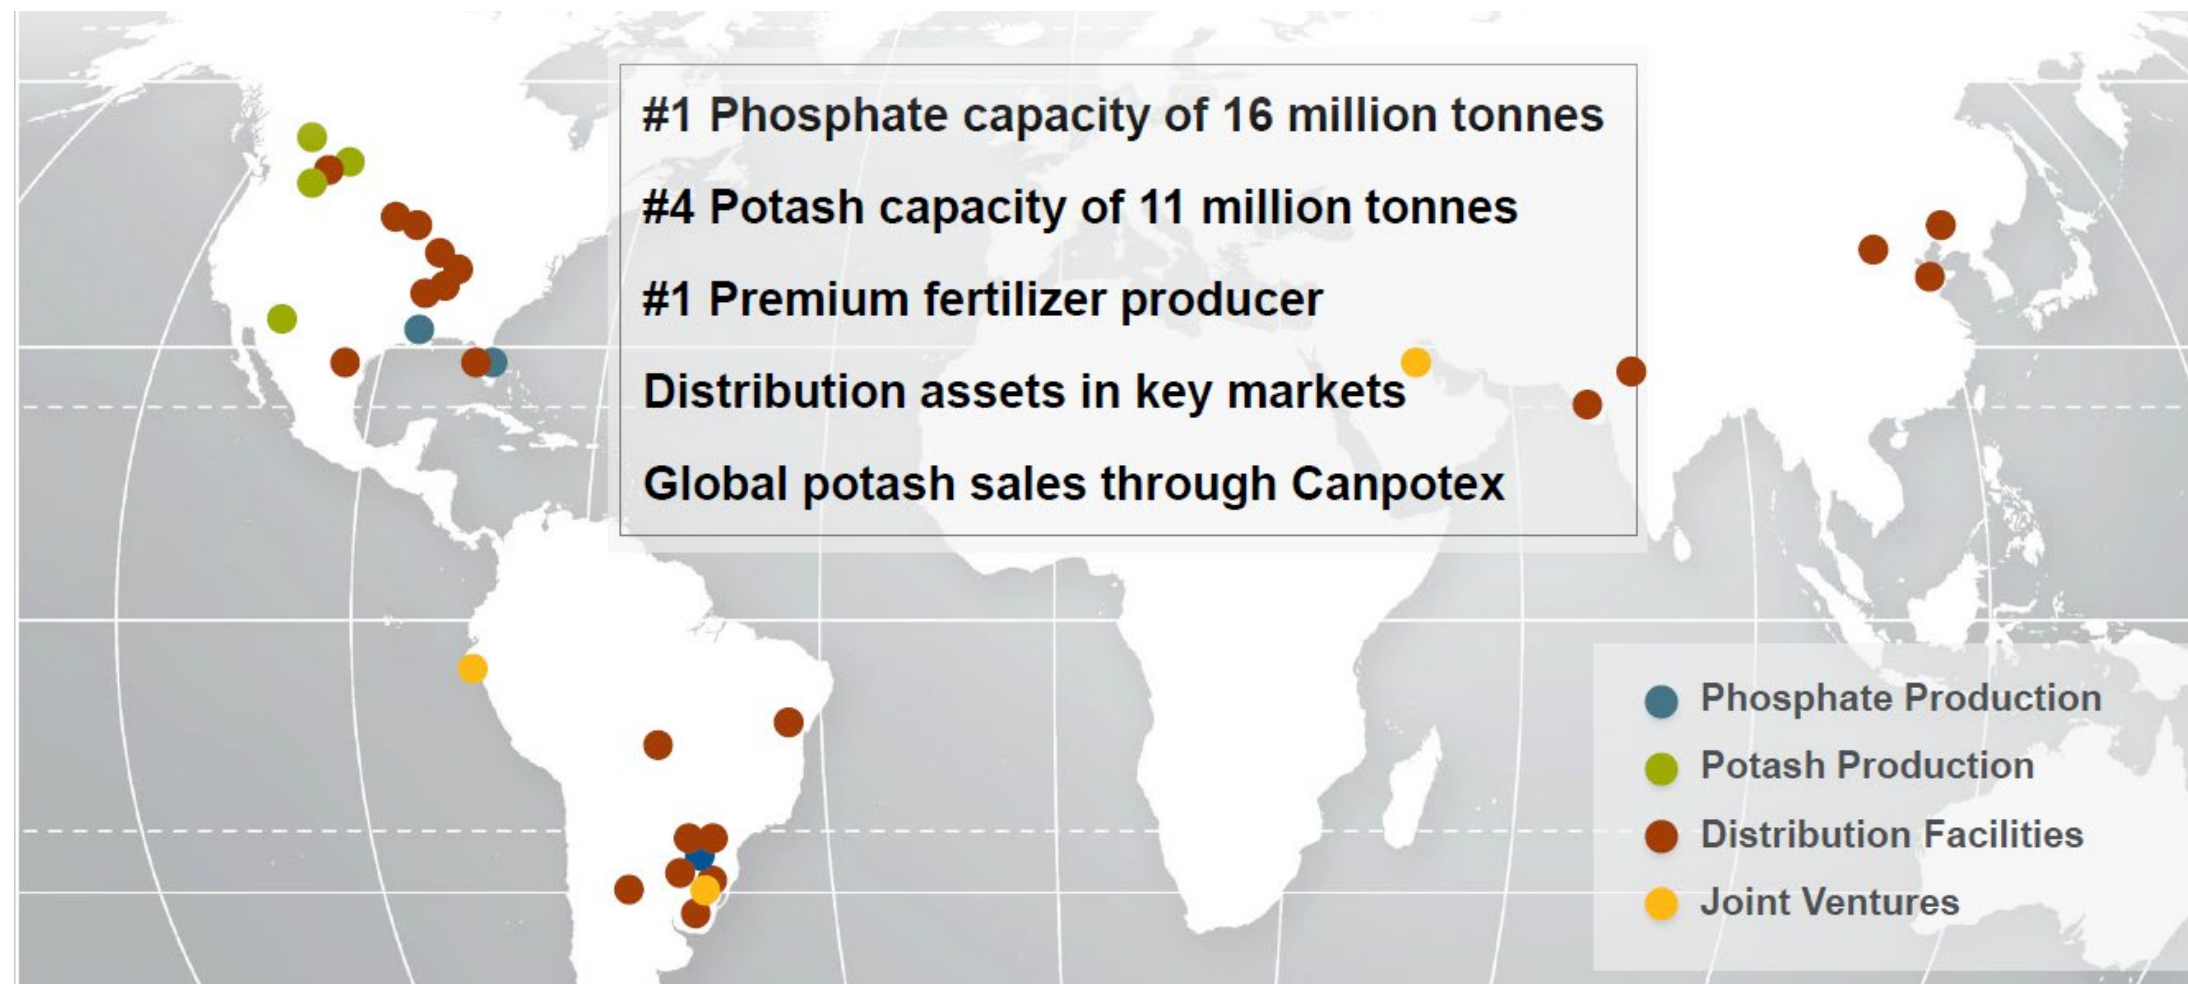 #1 Phosphate capacity of 16 million tonnes
#4 Potash capacity of 11 million tonnes
#1 Premium fertilizer producer
Distribution assets in key markets
Global potash sales through Canpotex
Phosphate Production
Potash Production
Distribution Facilities
Joint Ventures